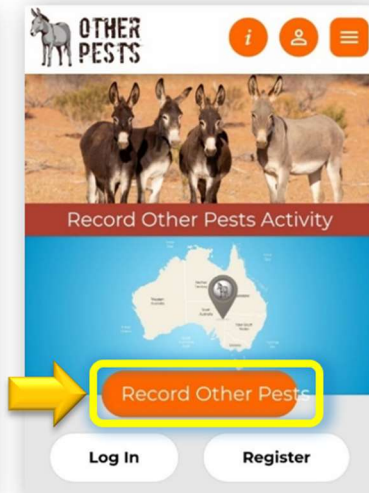 OTHER
PESTS
i
Record Other Pests Activity
Record Other Pests
Log In
Register